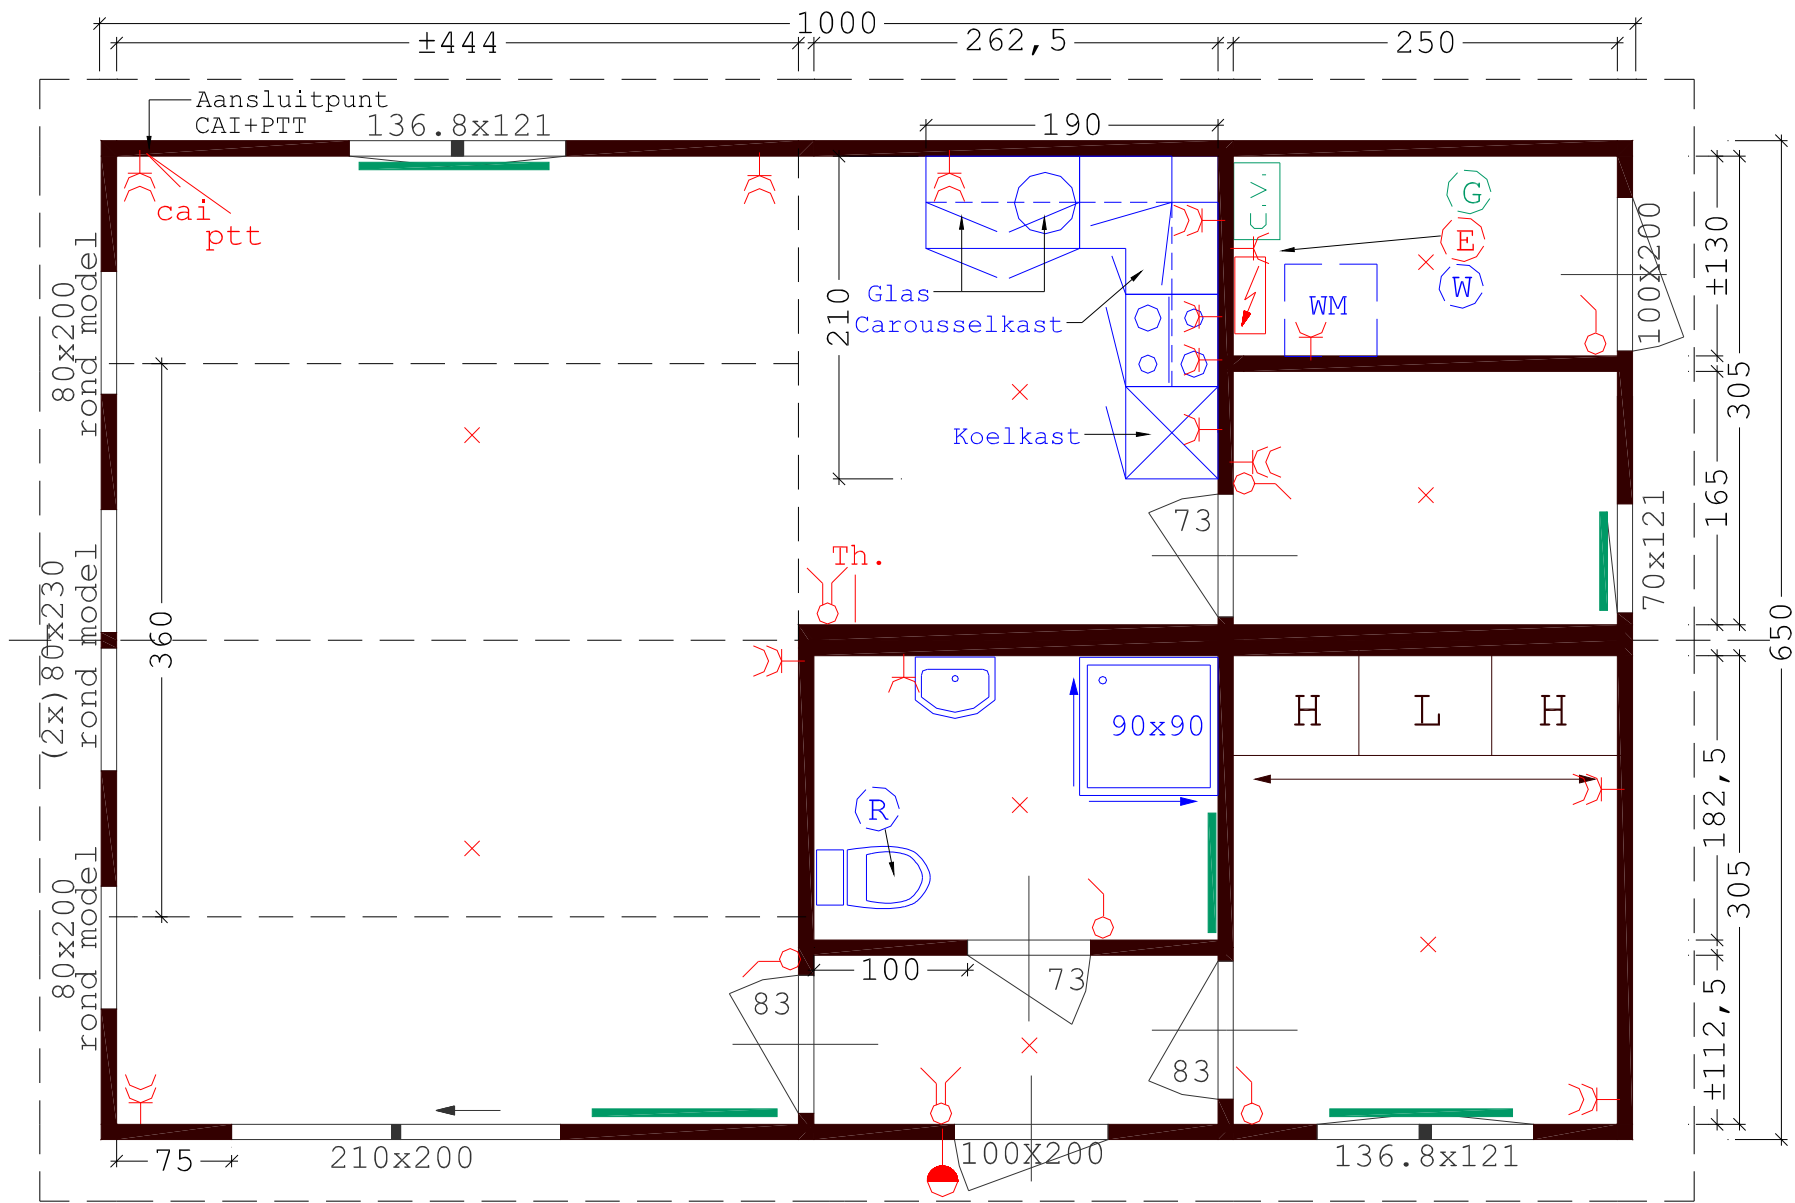 1000
±444
262,5
250
Aansluitpunt
CAI+PTT
136.8x121
190
cai
ptt
C.V.
G
E
W
WM
100x200
±130
80x200
rond model
Glas
Carousselkast
210
Koelkast
305
165
73
70x121
Th.
(2x) 80x230
rond model
360
650
H
L
H
90x90
R
182,5
305
80x200
rond model
100
73
83
83
±112,5
75
210x200
100X200
136.8x121